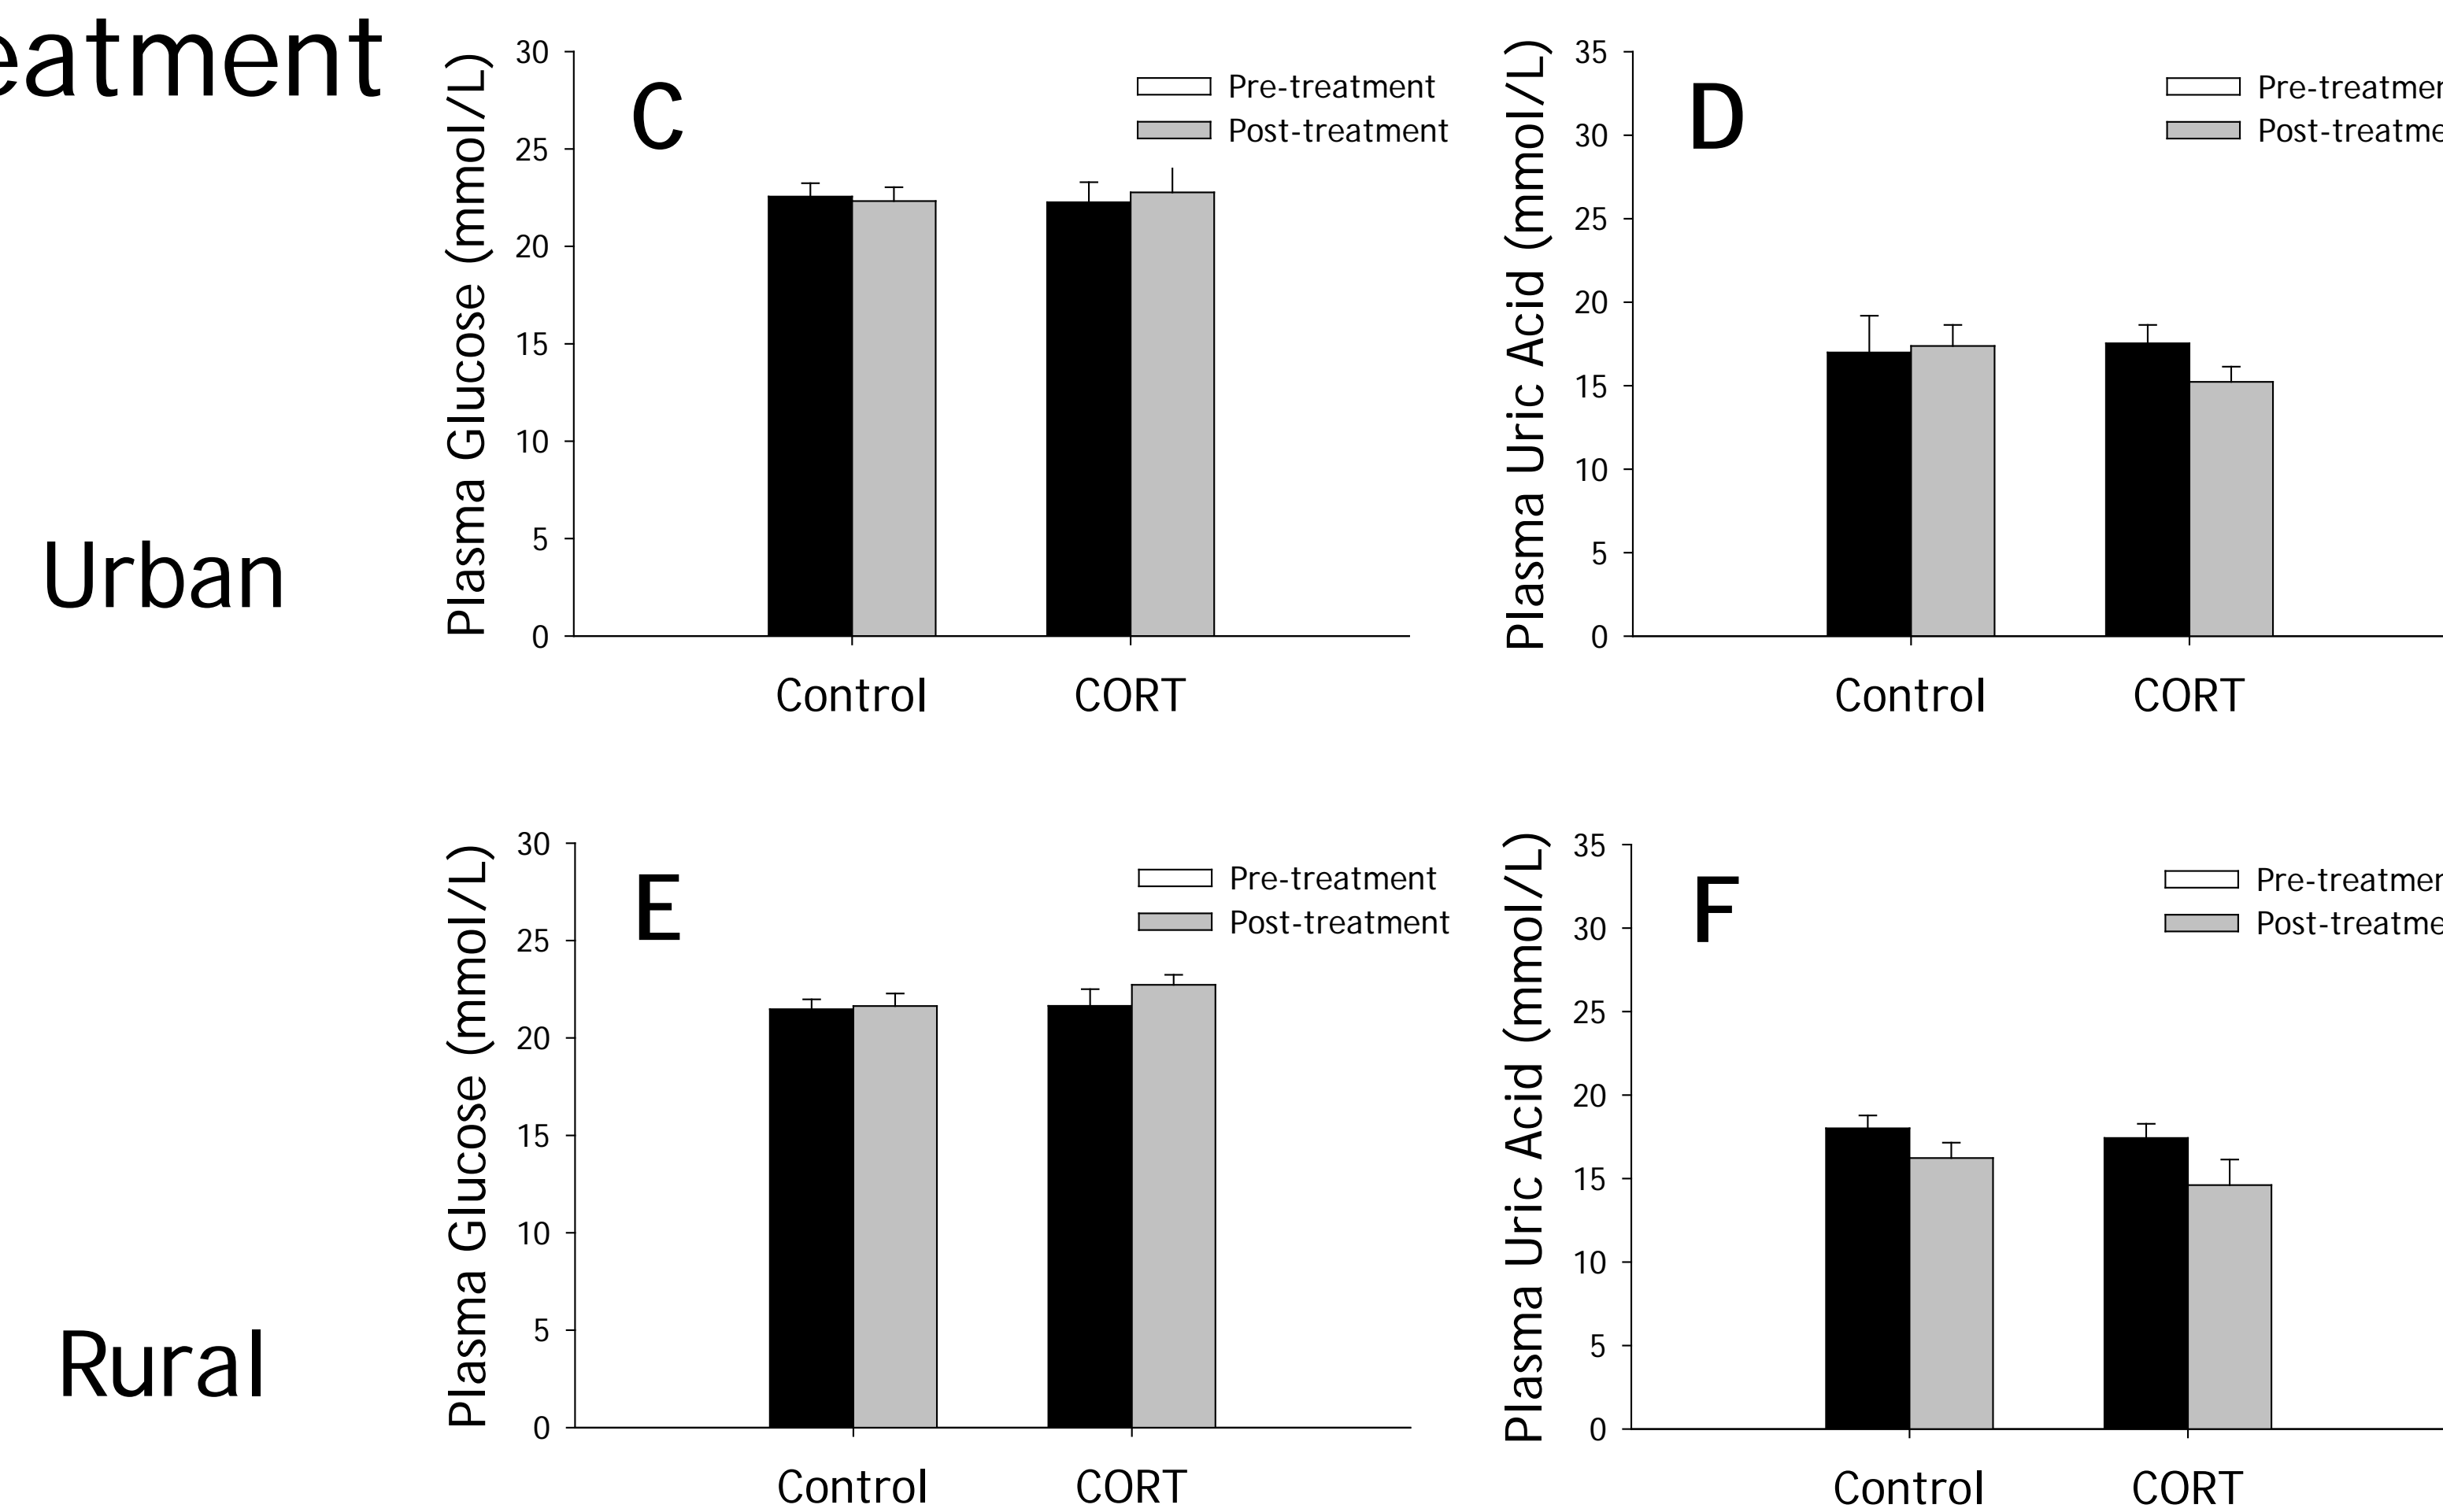 eatment
Urban
Plasma Glucose (mmol/L)
30
25
20
15
10
5
0
C
Pre-treatment
Post-treatment
Control CORT
Plasma Uric Acid (mmol/L)
35
30
25
20
15
10
5
0
D
Pre-treatmen
Post-treatme
Control CORT
Rural
Plasma Glucose (mmol/L)
30
25
20
15
10
5
0
E
Pre-treatment
Post-treatment
Control CORT
Plasma Uric Acid (mmol/L)
35
30
25
20
15
10
5
0
F
Pre-treatmen
Post-treatme
Control CORT